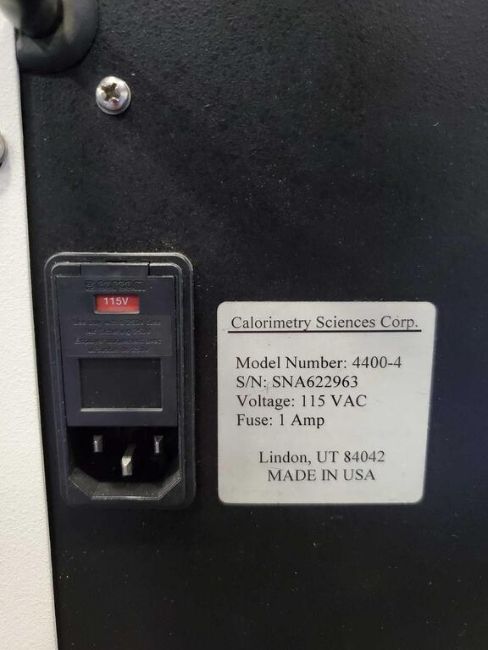 115V
Calorimetry Sciences Corp.
Model Number: 4400-4
S/N: SNA622963
Voltage: 115 VAC
Fuse: 1 Amp
Lindon, UT 84042
MADE IN USA